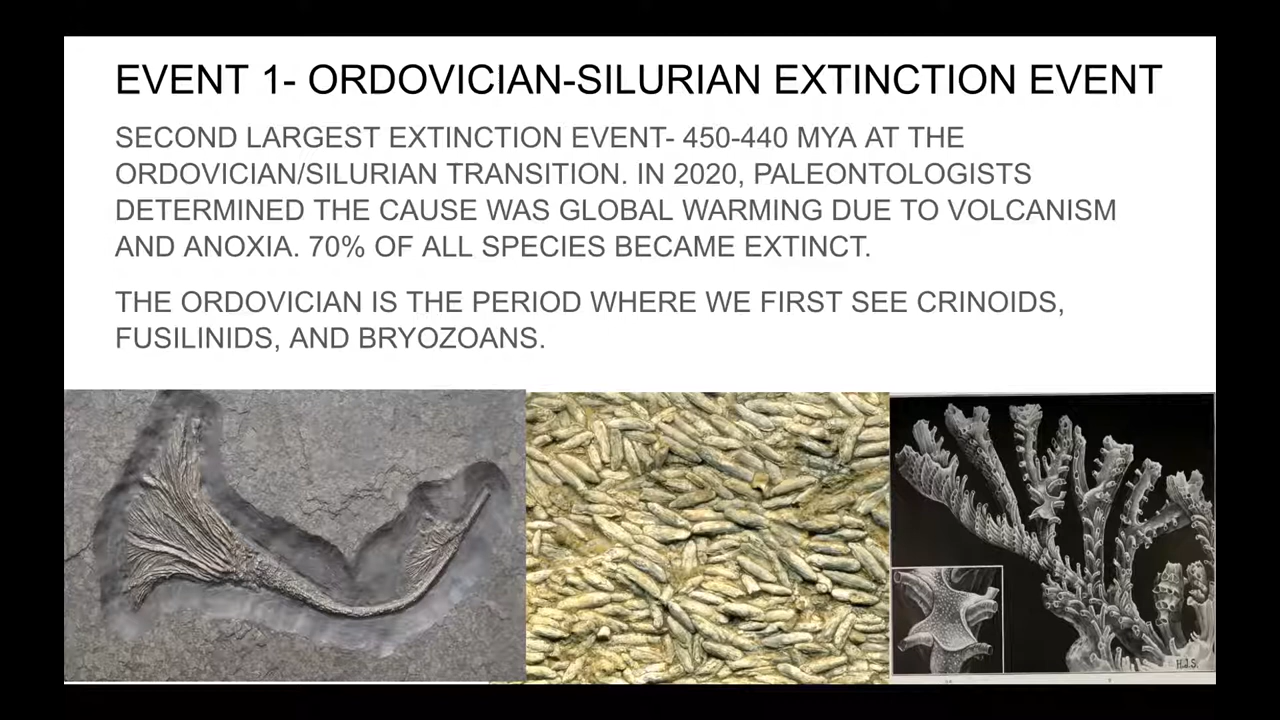 EVENT 1- ORDOVICIAN-SILURIAN EXTINCTION EVENT
SECOND LARGEST EXTINCTION EVENT- 450-440 MYA AT THE
ORDOVICIAN/SILURIAN TRANSITION. IN 2020, PALEONTOLOGISTS
DETERMINED THE CAUSE WAS GLOBAL WARMING DUE TO VOLCANISM
AND ANOXIA. 70% OF ALL SPECIES BECAME EXTINCT.
THE ORDOVICIAN IS THE PERIOD WHERE WE FIRST SEE CRINOIDS,
FUSILINIDS, AND BRYOZOANS.
H.J.S.